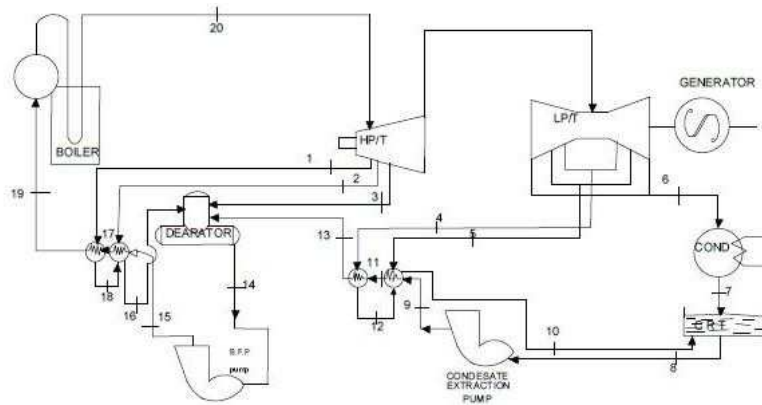 20
GENERATOR
LP/T
HP/T
BOILER
1
2
3
6
19
4
5
17
DEARATOR
13
COND
11
14
7
18
16
15
9
12
10
C.R.T
8
B.F.P
pump
CONDESATE
EXTRACTION
PUMP